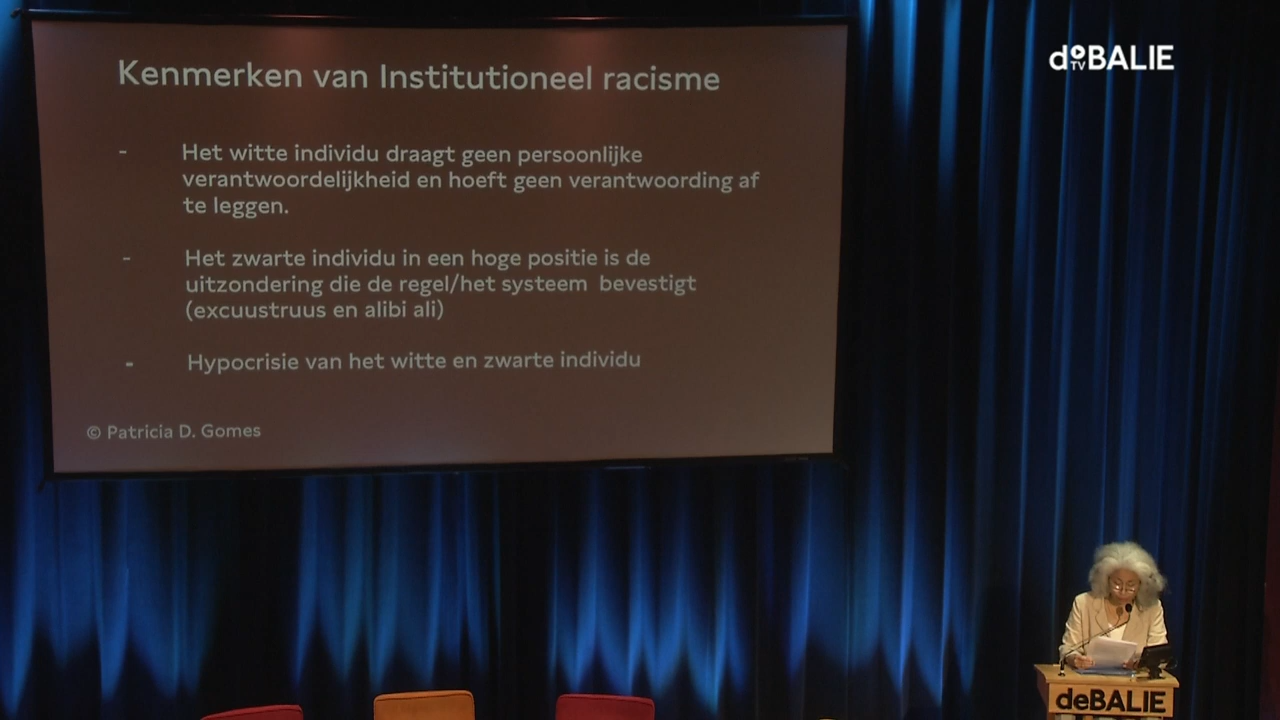 Kenmerken van Institutioneel racisme
- Het witte individu draagt geen persoonlijke
verantwoordelijkheid en hoeft geen verantwoording af
te leggen.
- Het zwarte individu in een hoge positie is de
uitzondering die de regel/het systeem bevestigt
(excuustruus en alibi ali)
- Hypocrisie van het witte en zwarte individu
© Patricia D. Gomes
deBALIE TV
deBALIE